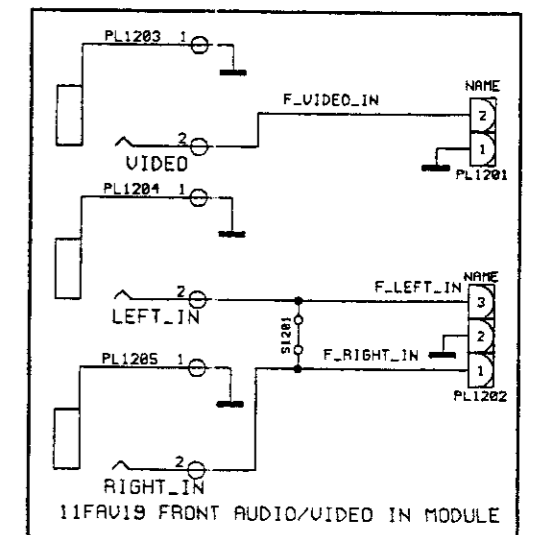 PL1203 1
F_VIDEO_IN
NAME
2
1
PL1201
2
VIDEO
PL1204 1
F_LEFT_IN
NAME
3
2
1
PL1202
2
LEFT_IN
S1201
F_RIGHT_IN
PL1205 1
2
RIGHT_IN
11FAV19 FRONT AUDIO/VIDEO IN MODULE